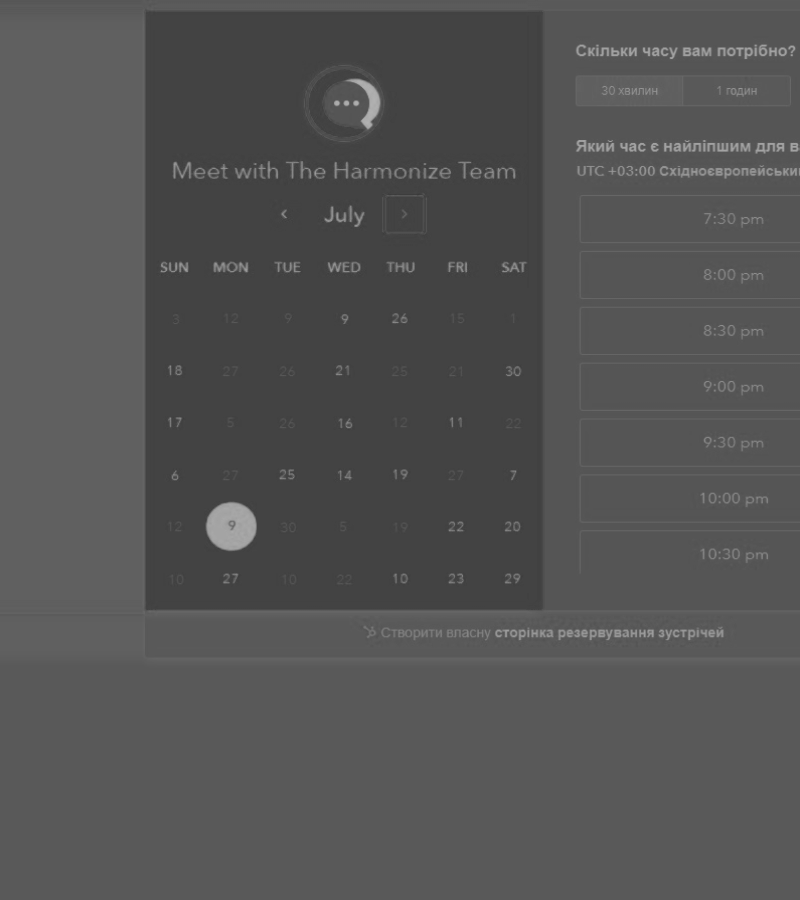 Meet with The Harmonize Team
July
SUN MON TUE WED THU FRI SAT
3 12 9 9 26 15 1
18 27 26 21 25 21 30
17 5 26 16 12 11 22
6 27 25 14 19 27 7
12 9 30 5 19 22 20
10 27 10 22 10 23 29
Скільки часу вам потрібно?
30 хвилин 1 годин
Який час є найліпшим для в
UTC +03:00 Східноєвропейськи
7:30 pm
8:00 pm
8:30 pm
9:00 pm
9:30 pm
10:00 pm
10:30 pm
Створити власну сторінка резервування зустрічей